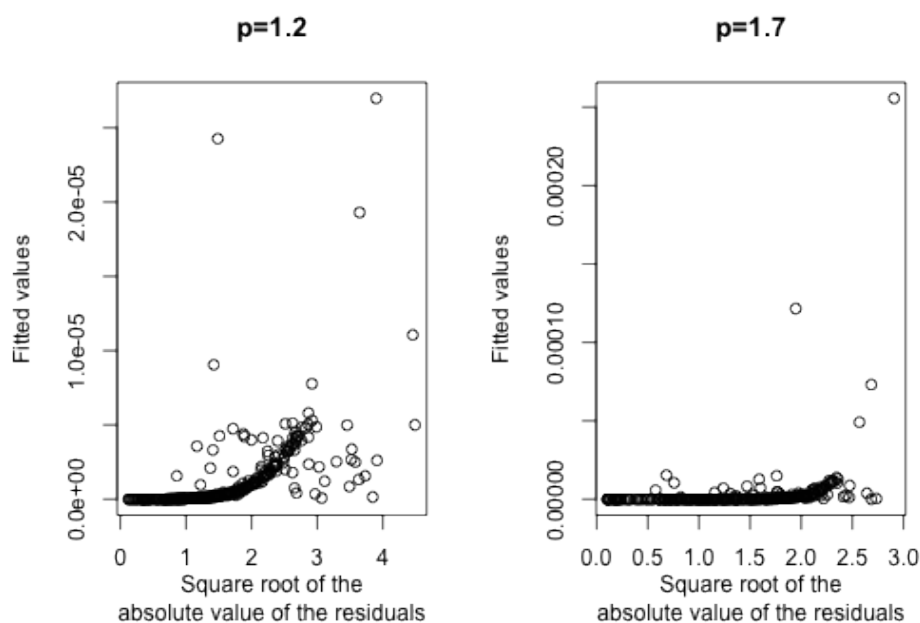 p=1.2
Fitted values
2.0e-05
1.0e-05
0.0e+00
0 1 2 3 4
Square root of the
absolute value of the residuals
p=1.7
Fitted values
0.00020
0.00010
0.00000
0.0 0.5 1.0 1.5 2.0 2.5 3.0
Square root of the
absolute value of the residuals